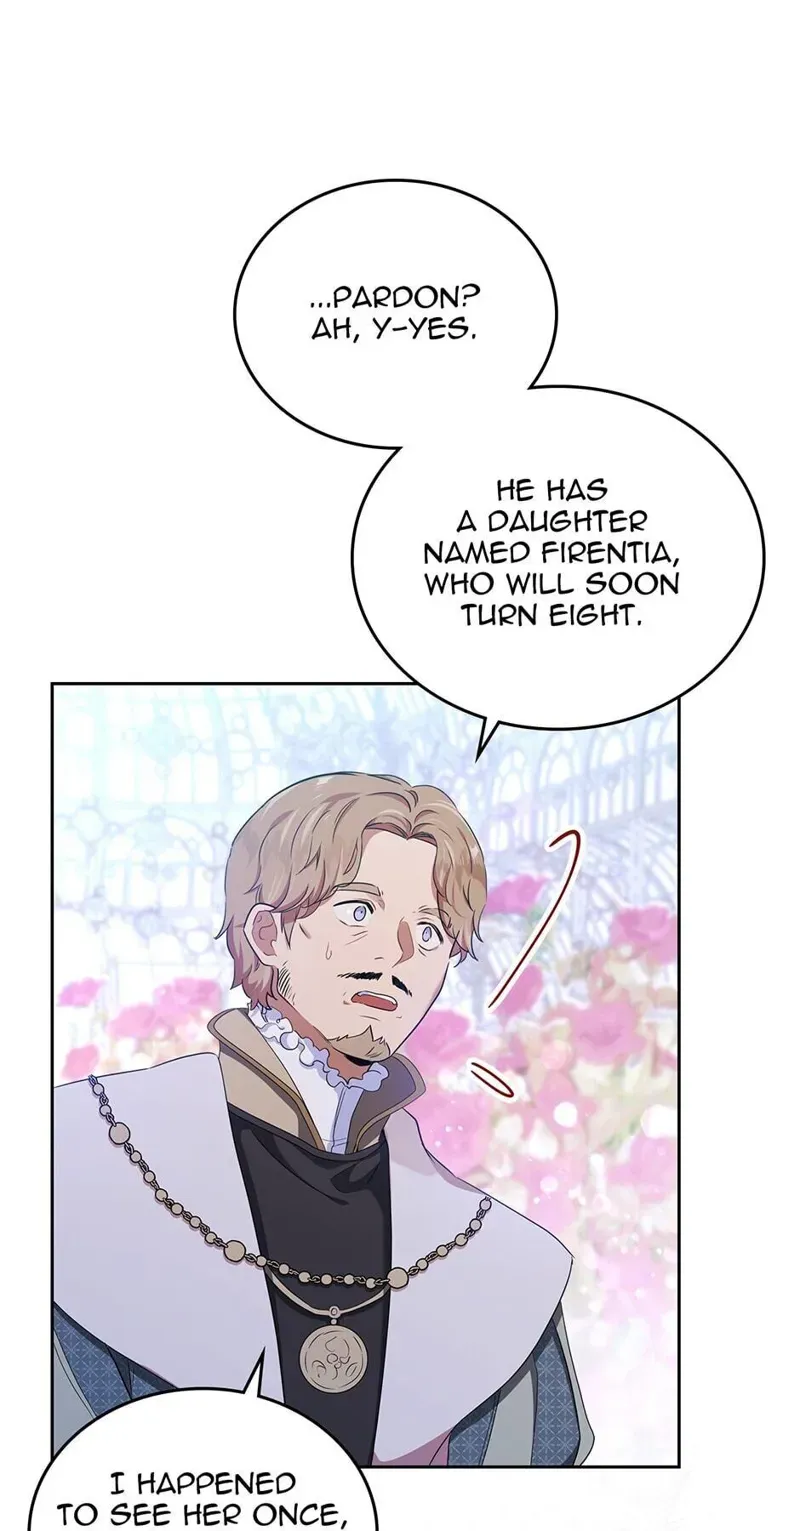 ...PARDON?
AH, Y-YES.
HE HAS
A DAUGHTER
NAMED FIRENTIA,
WHO WILL SOON
TURN EIGHT.
I HAPPENED
TO SEE HER ONCE,